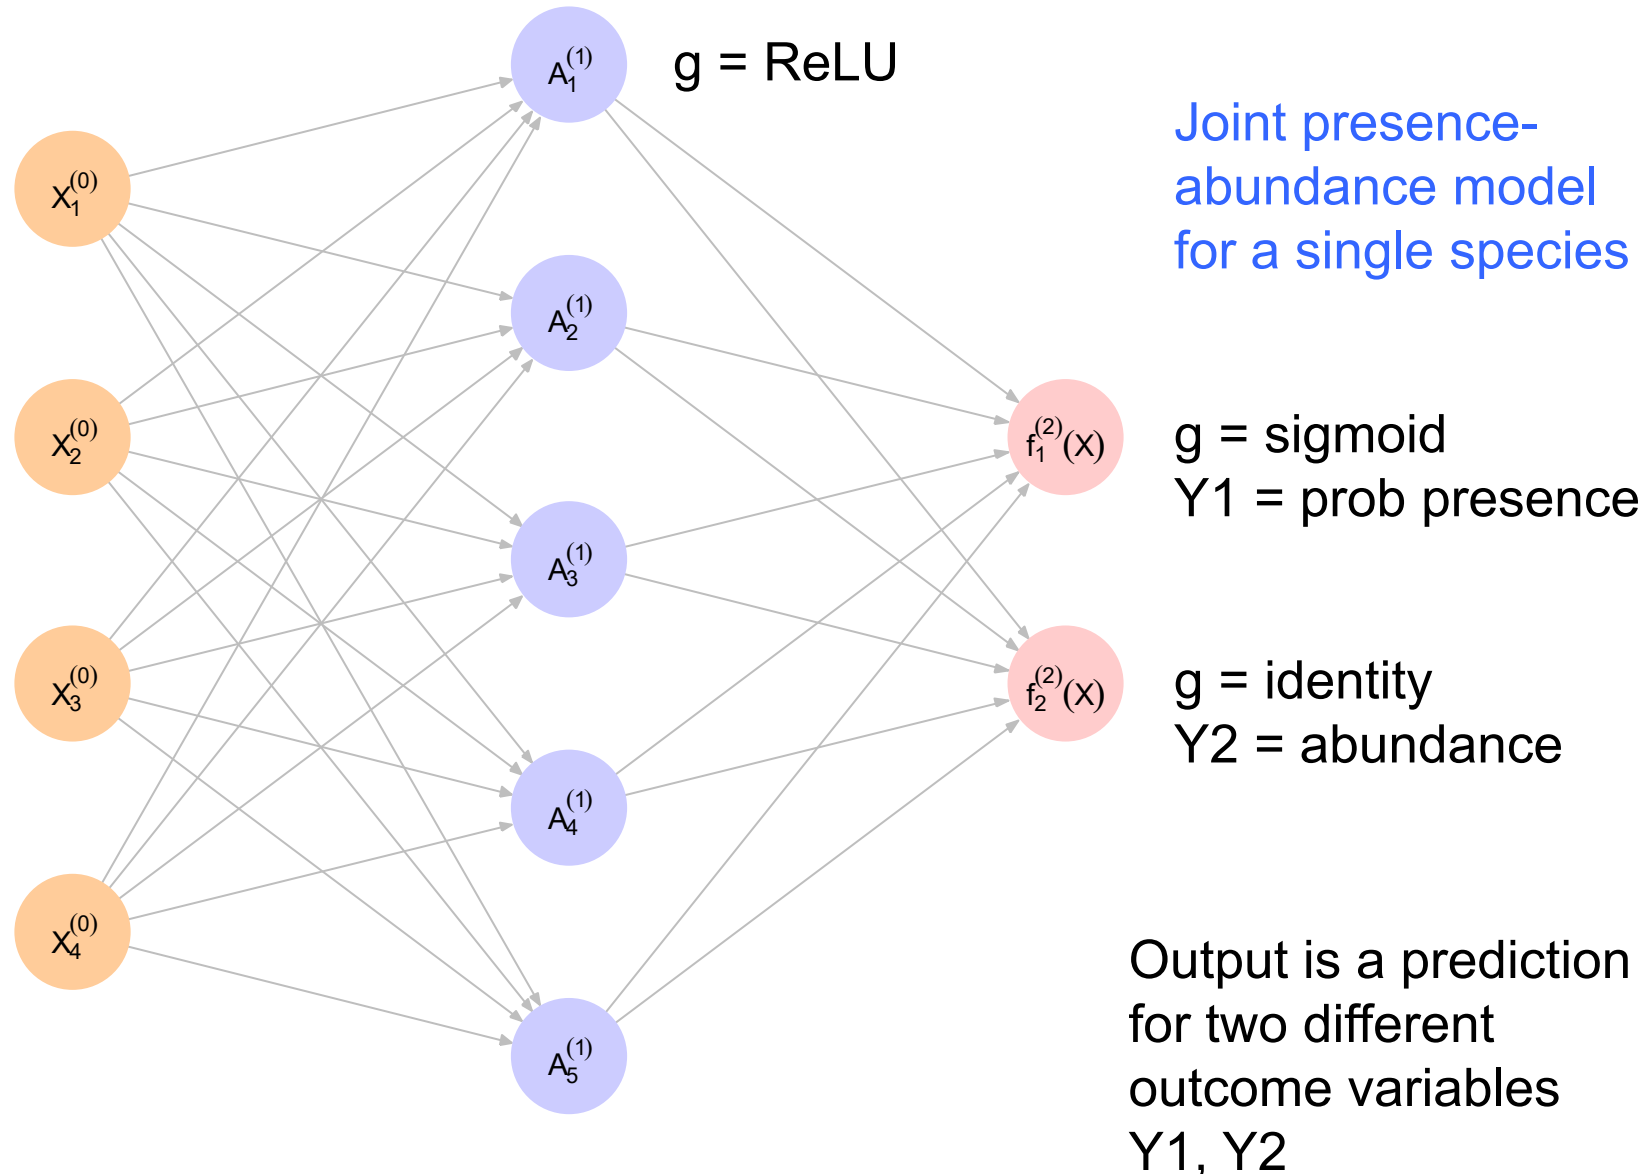 A₁⁽¹⁾
g = ReLU
Joint presence-
abundance model
for a single species
X₁⁽⁰⁾
A₂⁽¹⁾
X₂⁽⁰⁾
f₁⁽²⁾(X)
g = sigmoid
Y1 = prob presence
A₃⁽¹⁾
X₃⁽⁰⁾
f₂⁽²⁾(X)
g = identity
Y2 = abundance
A₄⁽¹⁾
X₄⁽⁰⁾
A₅⁽¹⁾
Output is a prediction
for two different
outcome variables
Y1, Y2